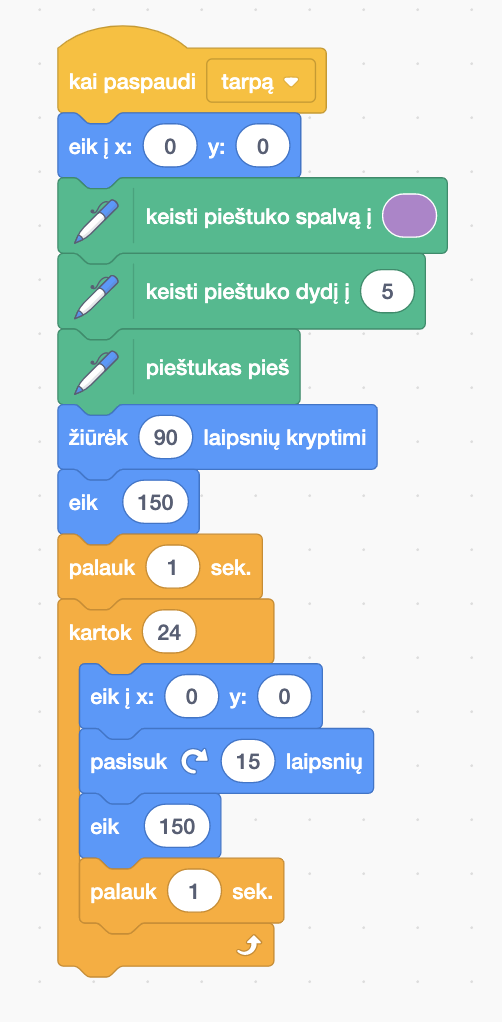 kai paspaudi tarpą
eik į x: 0 y: 0
keisti pieštuko spalvą į
keisti pieštuko dydį į 5
pieštukas pieš
žiūrėk 90 laipsnių kryptimi
eik 150
palauk 1 sek.
kartok 24
eik į x: 0 y: 0
pasisuk 15 laipsnių
eik 150
palauk 1 sek.